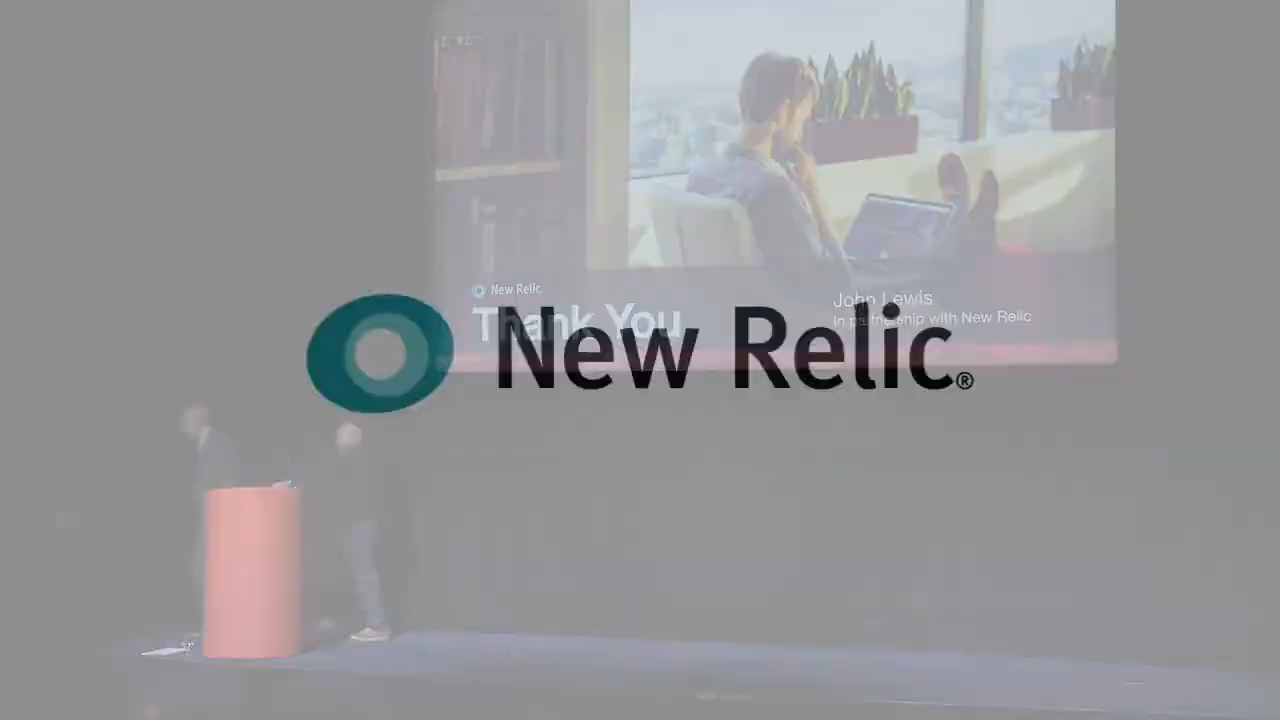 New Relic
John Lewis
Thank You
In partnership with New Relic
New Relic®